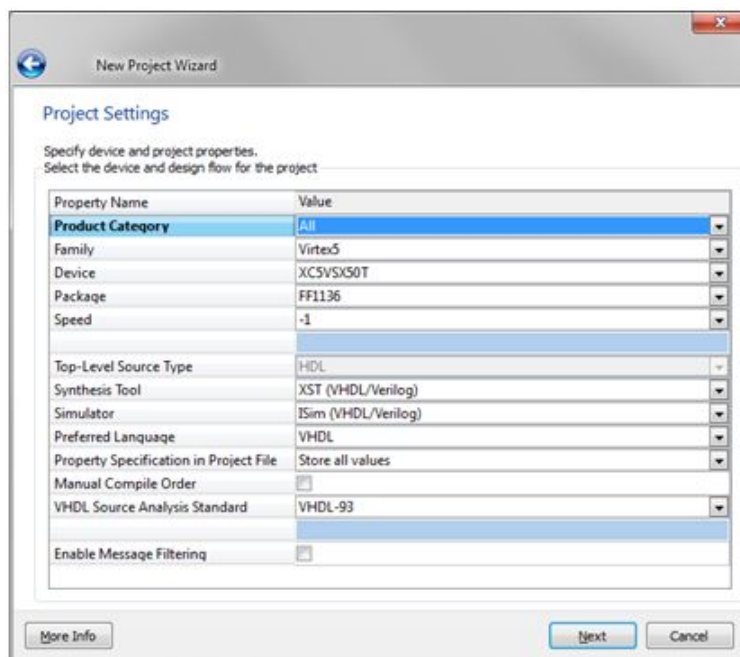 New Project Wizard
Project Settings
Specify device and project properties.
Select the device and design flow for the project
Property Name Value
Product Category All
Family Virtex5
Device XC5VSX50T
Package FF1136
Speed -1
Top-Level Source Type HDL
Synthesis Tool XST (VHDL/Verilog)
Simulator ISim (VHDL/Verilog)
Preferred Language VHDL
Property Specification in Project File Store all values
Manual Compile Order
VHDL Source Analysis Standard VHDL-93
Enable Message Filtering
More Info Next Cancel